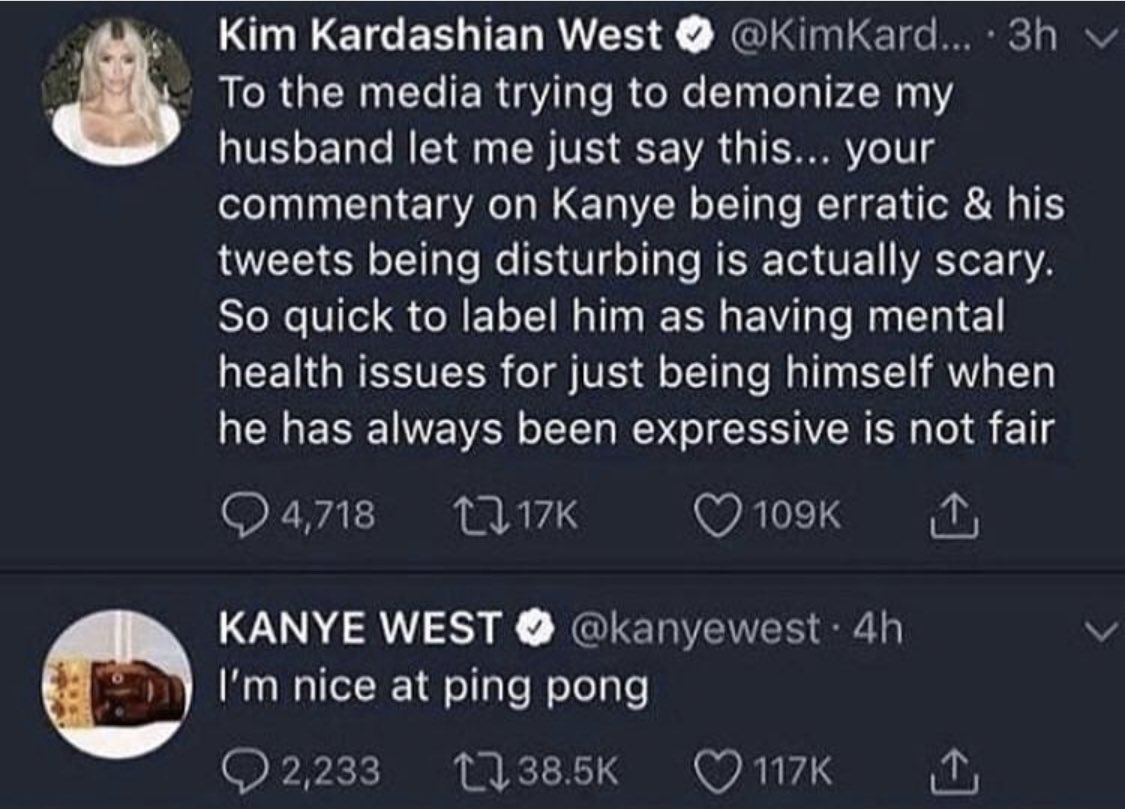 Kim Kardashian West @KimKard... · 3h
To the media trying to demonize my
husband let me just say this... your
commentary on Kanye being erratic & his
tweets being disturbing is actually scary.
So quick to label him as having mental
health issues for just being himself when
he has always been expressive is not fair
4,718 17K 109K
KANYE WEST @kanyewest · 4h
I'm nice at ping pong
2,233 38.5K 117K